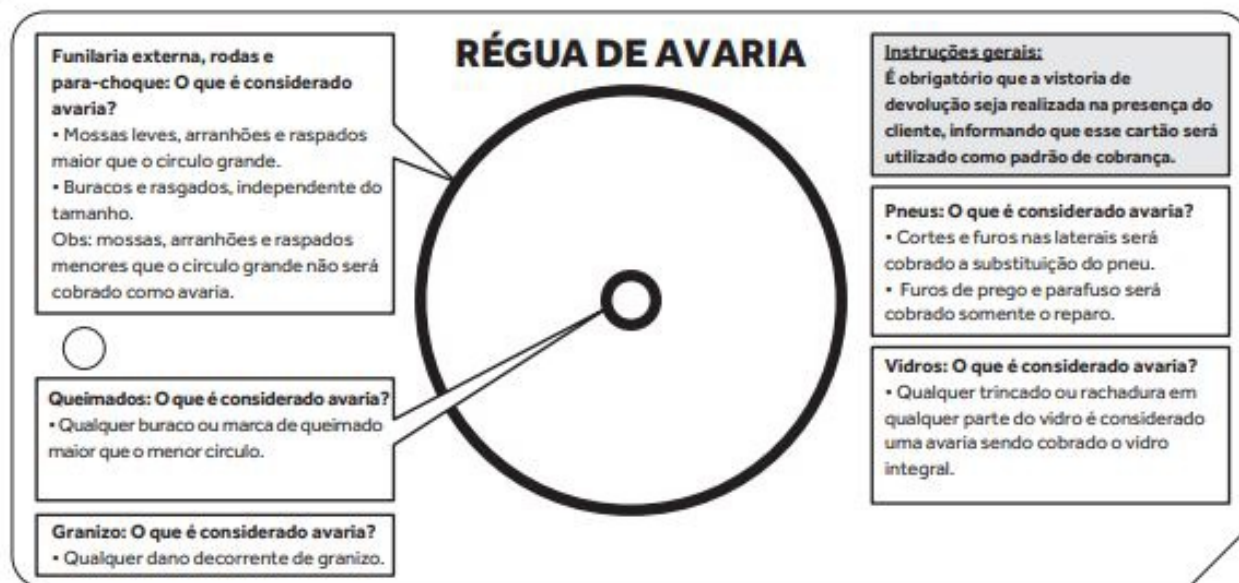 RÉGUA DE AVARIA
Funilaria externa, rodas e
para-choque: O que é considerado
avaria?
• Mossas leves, arranhões e raspados
maior que o circulo grande.
• Buracos e rasgados, independente do
tamanho.
Obs: mossas, arranhões e raspados
menores que o circulo grande não será
cobrado como avaria.
Queimados: O que é considerado avaria?
• Qualquer buraco ou marca de queimado
maior que o menor circulo.
Granizo: O que é considerado avaria?
• Qualquer dano decorrente de granizo.
Instruções gerais:
É obrigatório que a vistoria de
devolução seja realizada na presença do
cliente, informando que esse cartão será
utilizado como padrão de cobrança.
Pneus: O que é considerado avaria?
• Cortes e furos nas laterais será
cobrado a substituição do pneu.
• Furos de prego e parafuso será
cobrado somente o reparo.
Vidros: O que é considerado avaria?
• Qualquer trincado ou rachadura em
qualquer parte do vidro é considerado
uma avaria sendo cobrado o vidro
integral.